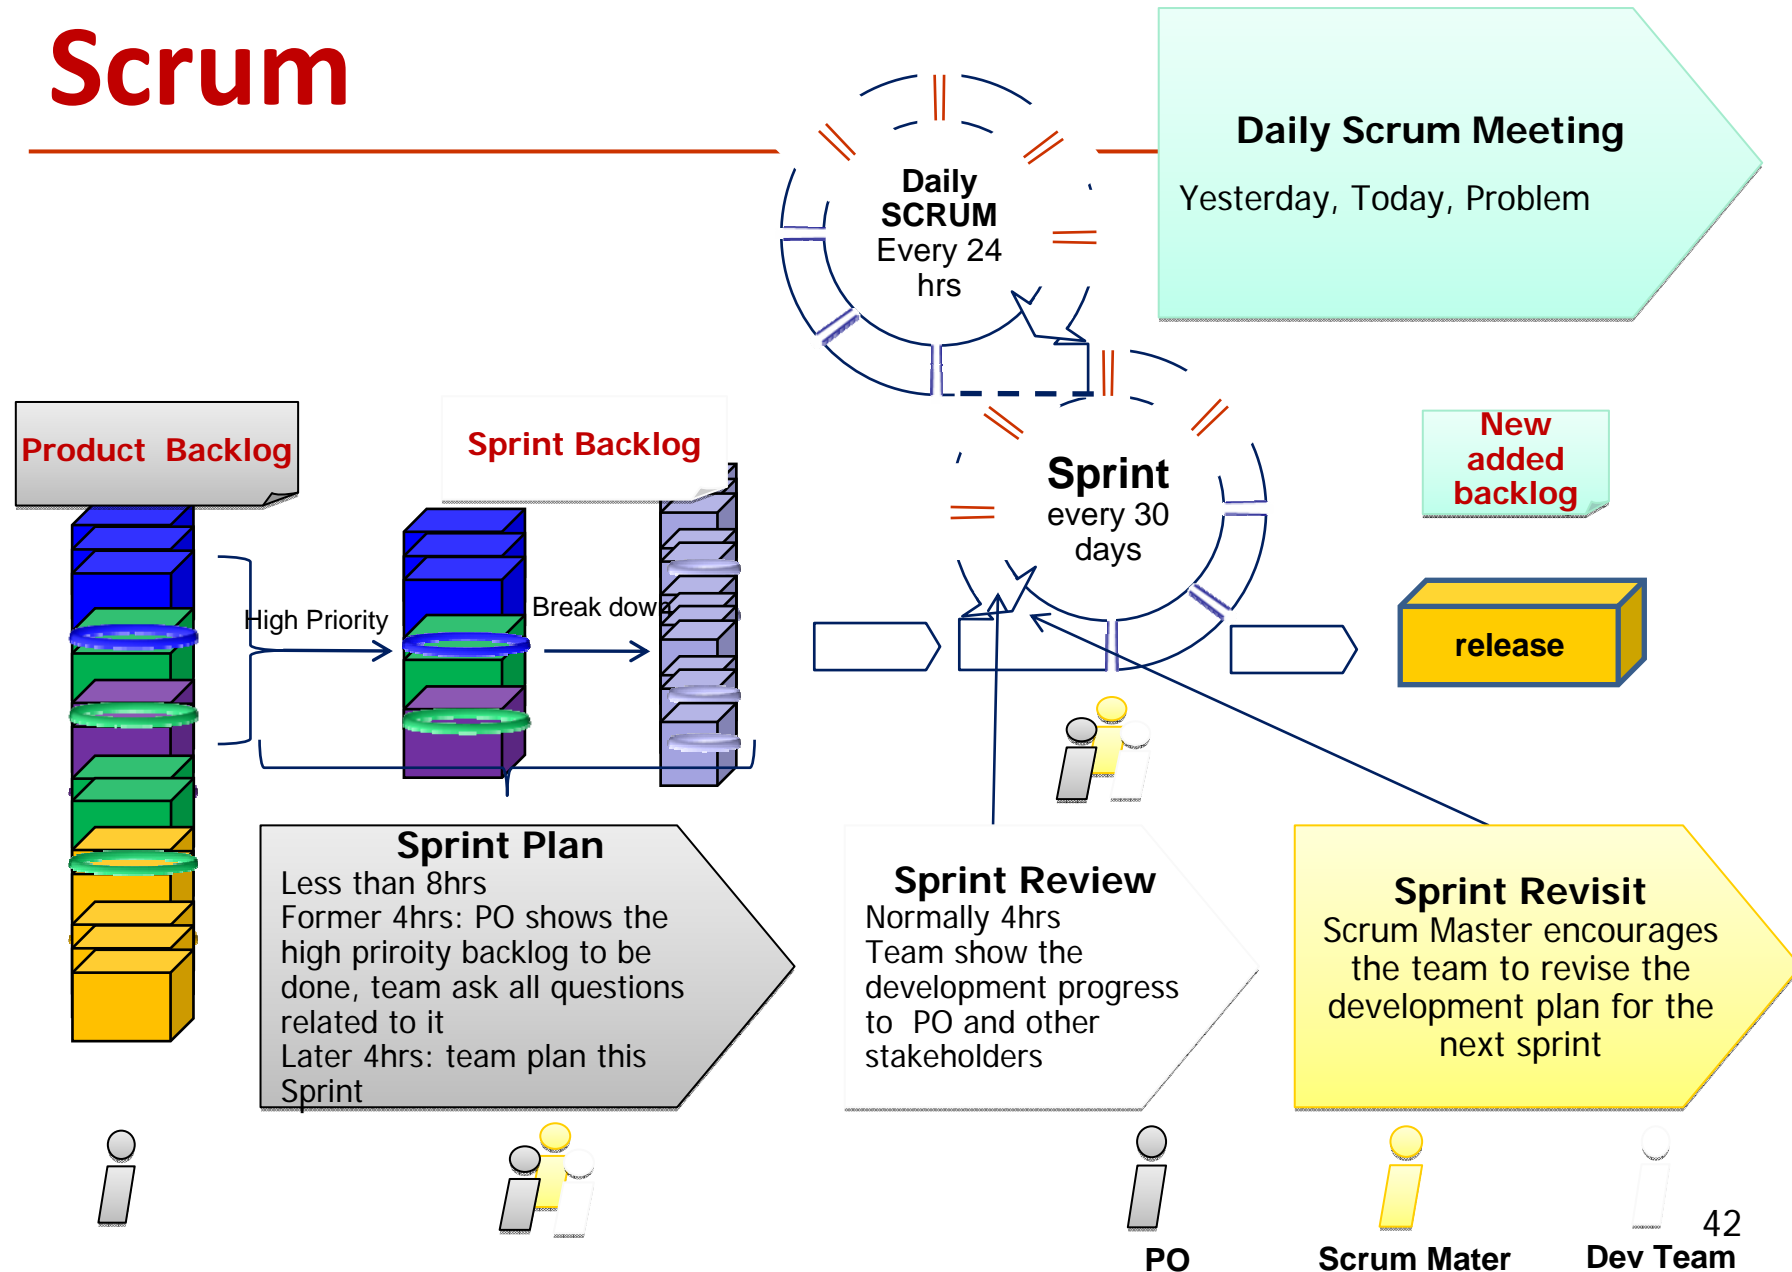 Scrum
Daily Scrum Meeting
Yesterday, Today, Problem
Daily
SCRUM
Every 24
hrs
Product Backlog
Sprint Backlog
High Priority
Break down
Sprint
every 30
days
New
added
backlog
release
Sprint Plan
Less than 8hrs
Former 4hrs: PO shows the
high priroity backlog to be
done, team ask all questions
related to it
Later 4hrs: team plan this
Sprint
Sprint Review
Normally 4hrs
Team show the
development progress
to PO and other
stakeholders
Sprint Revisit
Scrum Master encourages
the team to revise the
development plan for the
next sprint
PO
Scrum Mater
Dev Team
42